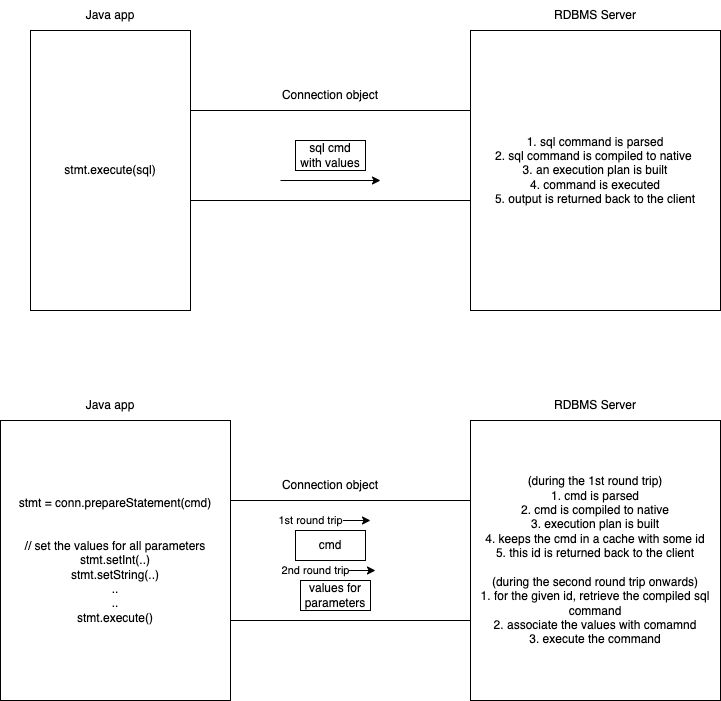 Java app
RDBMS Server
Connection object
sql cmd
with values
stmt.execute(sql)
1. sql command is parsed
2. sql command is compiled to native
3. an execution plan is built
4. command is executed
5. output is returned back to the client
Java app
RDBMS Server
stmt = conn.prepareStatement(cmd)
// set the values for all parameters
stmt.setInt(..)
stmt.setString(..)
..
..
stmt.execute()
Connection object
1st round trip
cmd
2nd round trip
values for
parameters
(during the 1st round trip)
1. cmd is parsed
2. cmd is compiled to native
3. execution plan is built
4. keeps the cmd in a cache with some id
5. this id is returned back to the client
(during the second round trip onwards)
1. for the given id, retrieve the compiled sql
command
2. associate the values with comamnd
3. execute the command